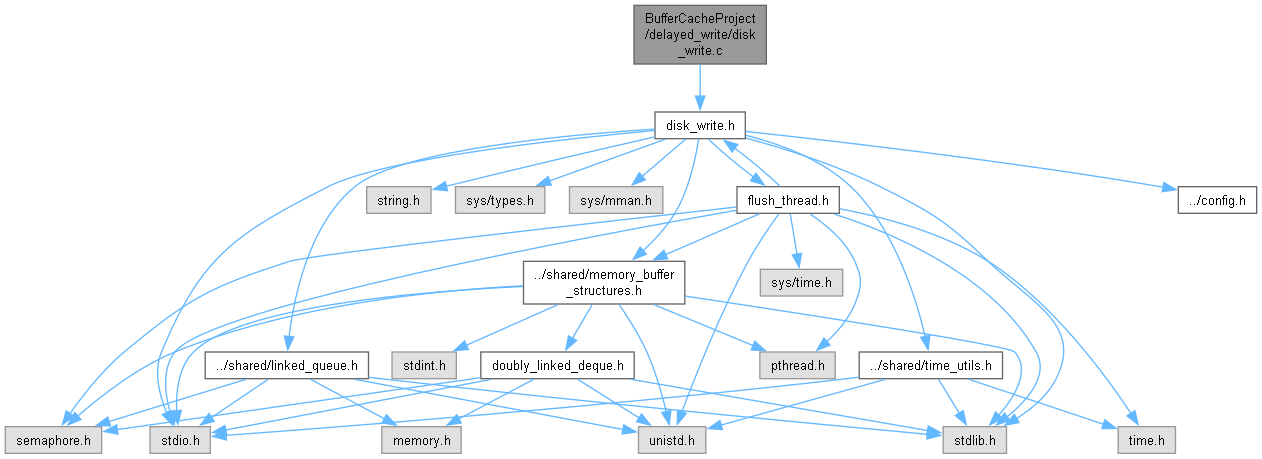 BufferCacheProject
/delayed_write/disk
_write.c
disk_write.h
string.h
sys/types.h
sys/mman.h
flush_thread.h
../config.h
../shared/memory_buffer
_structures.h
sys/time.h
../shared/linked_queue.h
stdint.h
doubly_linked_deque.h
pthread.h
../shared/time_utils.h
semaphore.h
stdio.h
memory.h
unistd.h
stdlib.h
time.h